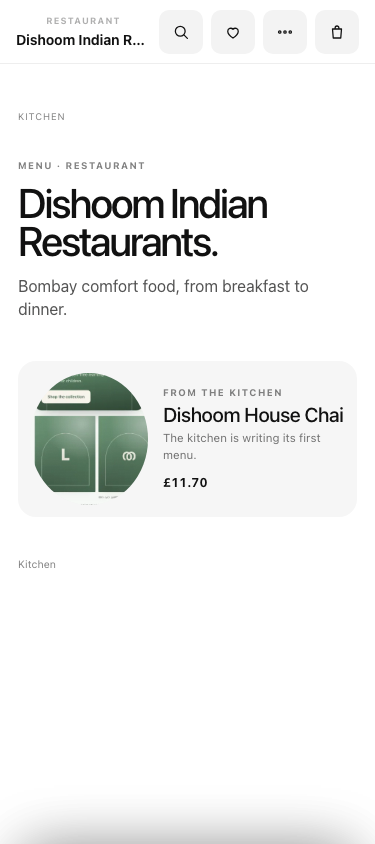 RESTAURANT
Dishoom Indian R...
KITCHEN
MENU · RESTAURANT
Dishoom Indian
Restaurants.
Bombay comfort food, from breakfast to
dinner.
Shop the collection
L
FROM THE KITCHEN
Dishoom House Chai
The kitchen is writing its first
menu.
£11.70
Kitchen